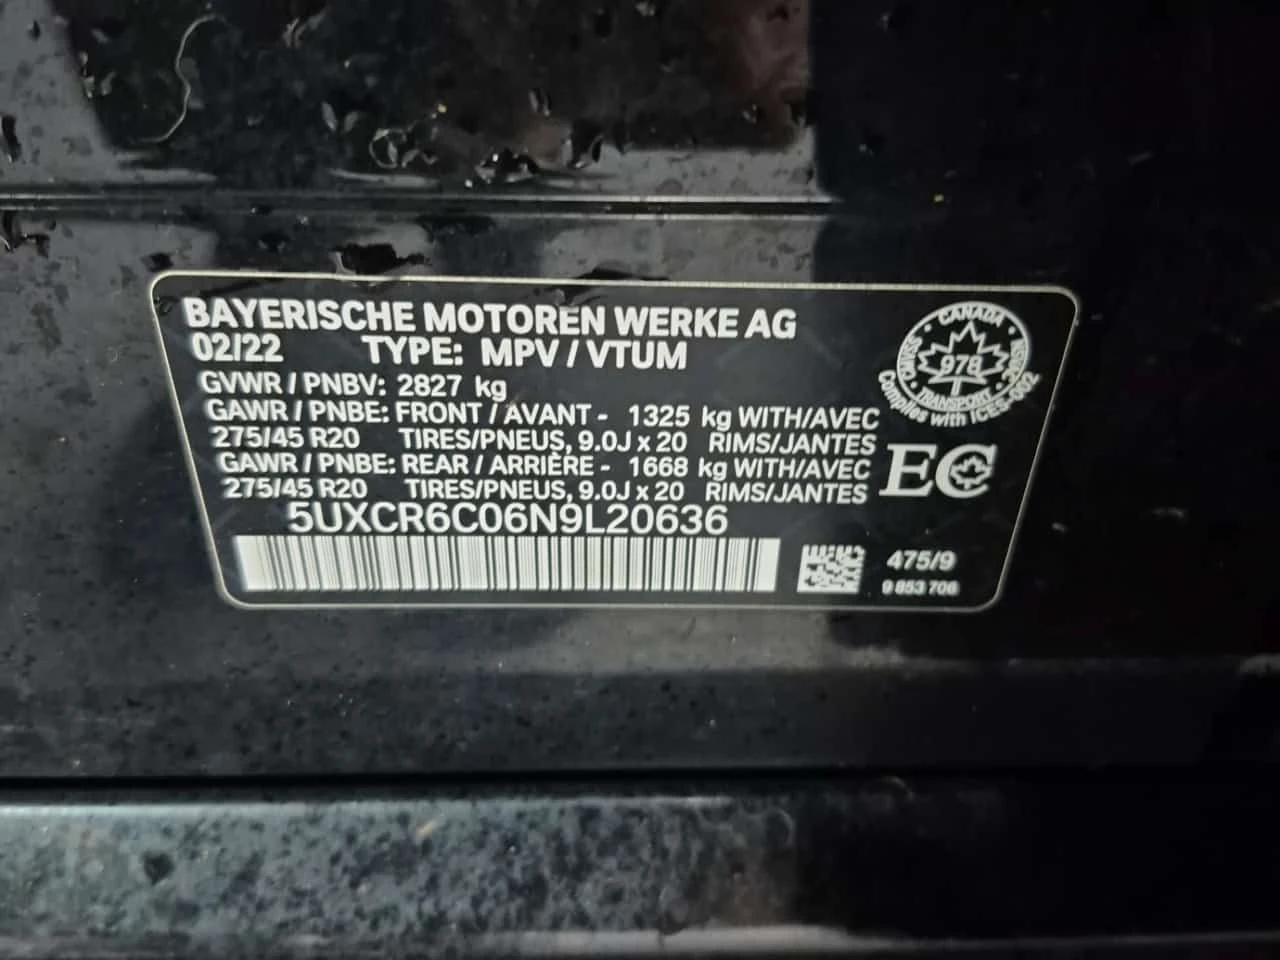 BAYERISCHE MOTOREN WERKE AG
02/22 TYPE: MPV / VTUM
GVWR / PNBV: 2827 kg
GAWR / PNBE: FRONT / AVANT - 1325 kg WITH/AVEC
275/45 R20 TIRES/PNEUS, 9.0J x 20 RIMS/JANTES
GAWR / PNBE: REAR / ARRIÈRE - 1668 kg WITH/AVEC
275/45 R20 TIRES/PNEUS, 9.0J x 20 RIMS/JANTES
5UXCR6C06N9L20636
CANADA
978
TRANSPORT
Complies with ICES-002
EC
475/9
9 853 706